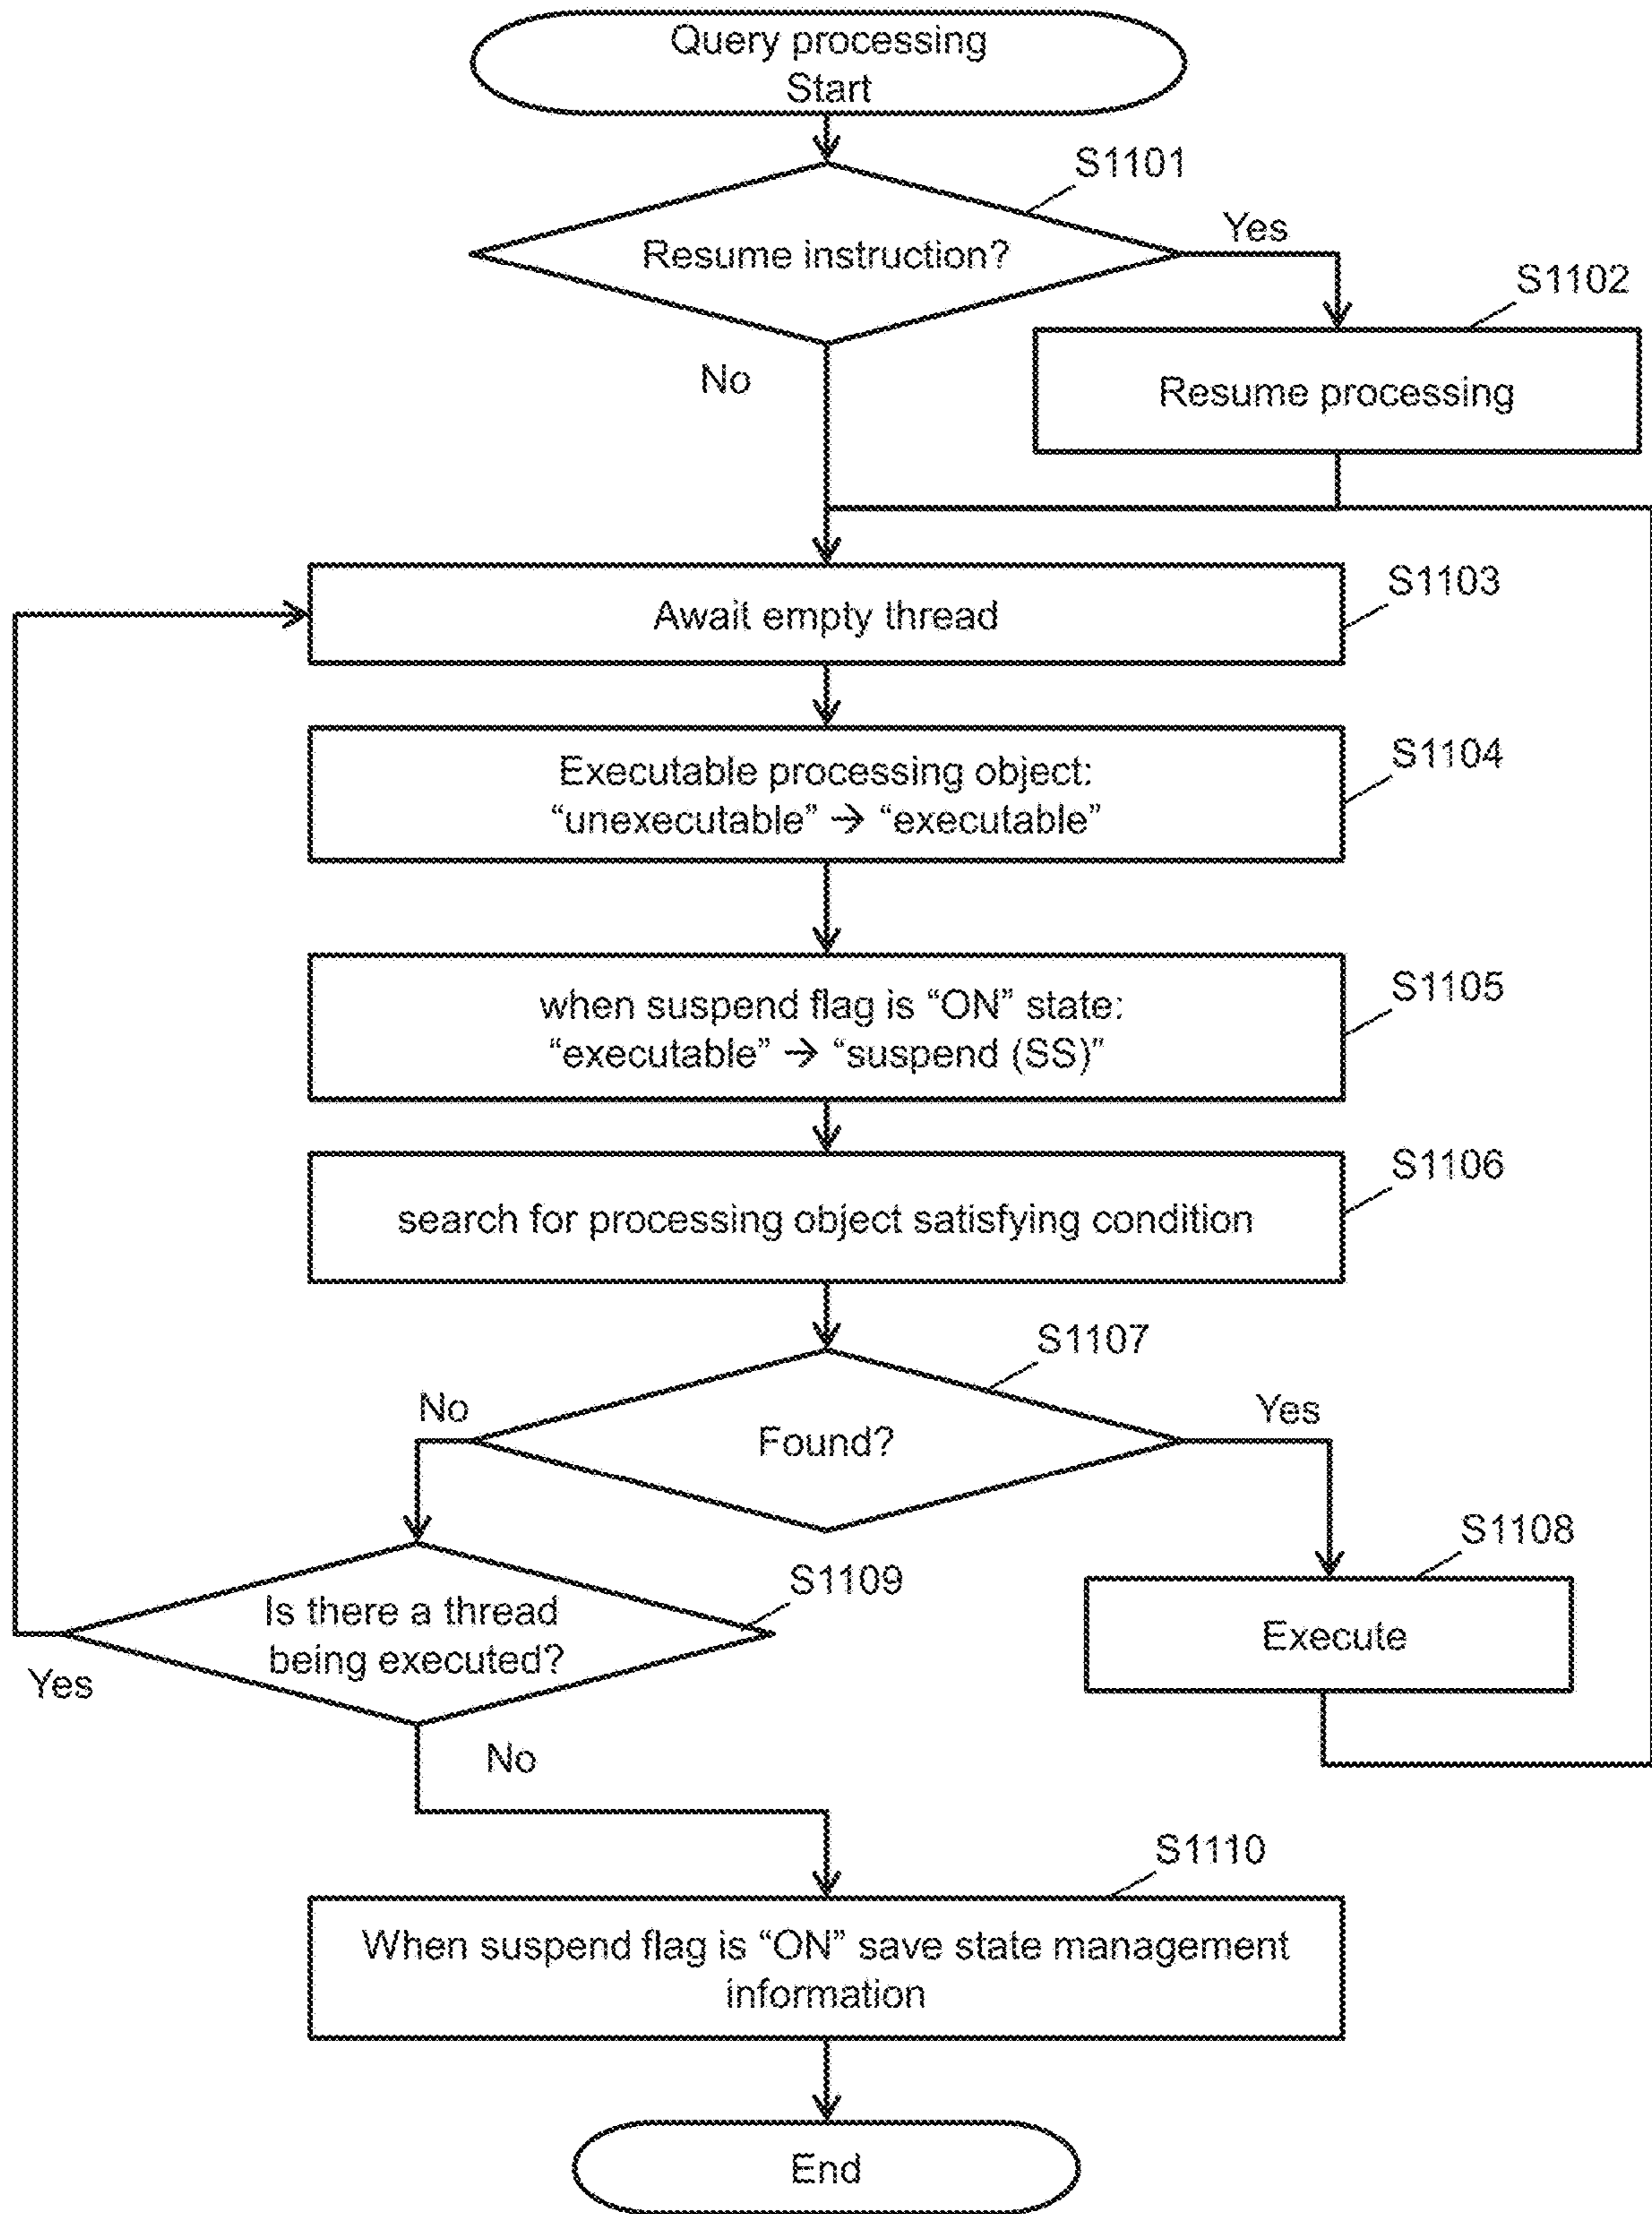 Query processing
Start
S1101
Resume instruction?
Yes
S1102
No
Resume processing
S1103
Await empty thread
S1104
Executable processing object:
“unexecutable” → “executable”
S1105
when suspend flag is “ON” state:
“executable” → “suspend (SS)”
S1106
search for processing object satisfying condition
S1107
No
Yes
Found?
S1108
S1109
Is there a thread
being executed?
Execute
Yes
No
S1110
When suspend flag is “ON” save state management
information
End